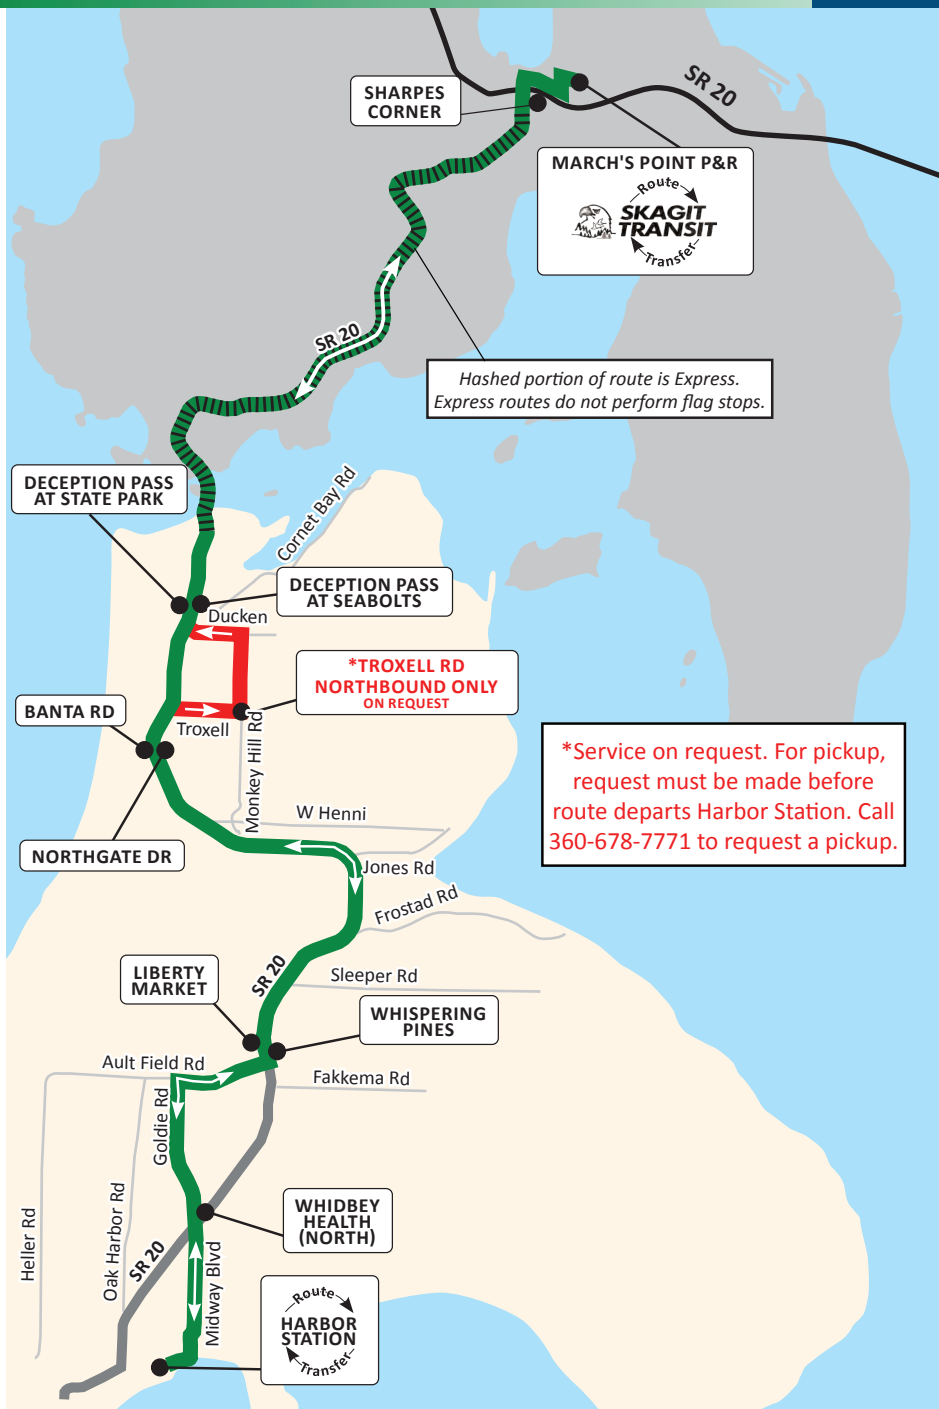 SR 20
SHARPES
CORNER
MARCH'S POINT P&R
Route
SKAGIT
TRANSIT
Transfer
SR 20
Hashed portion of route is Express.
Express routes do not perform flag stops.
Cornet Bay Rd
DECEPTION PASS
AT STATE PARK
DECEPTION PASS
AT SEABOLTS
Ducken
*TROXELL RD
NORTHBOUND ONLY
ON REQUEST
BANTA RD
Troxell
Monkey Hill Rd
*Service on request. For pickup,
request must be made before
route departs Harbor Station. Call
360-678-7771 to request a pickup.
W Henni
NORTHGATE DR
Jones Rd
Frostad Rd
SR 20
LIBERTY
MARKET
Sleeper Rd
WHISPERING
PINES
Ault Field Rd
Fakkema Rd
Goldie Rd
Heller Rd
Oak Harbor Rd
SR 20
WHIDBEY
HEALTH
(NORTH)
Midway Blvd
Route
HARBOR
STATION
Transfer